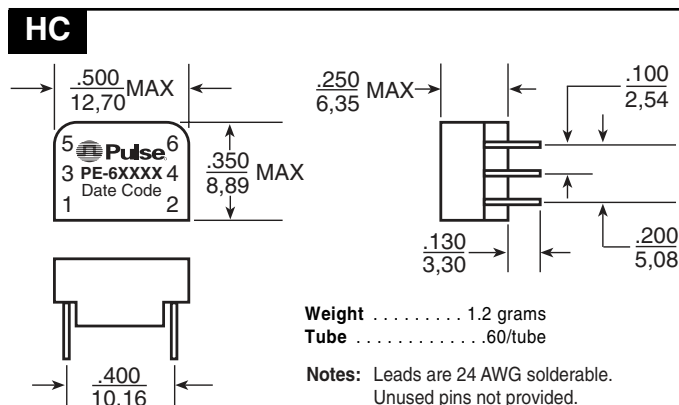 HC
.500
12,70
MAX
5 Pulse 6
3 PE-6XXXX 4
Date Code
1 2
.350
8,89
MAX
.250
6,35
MAX
.100
2,54
.130
3,30
.200
5,08
.400
10,16
Weight . . . . . . . . . 1.2 grams
Tube . . . . . . . . . . . . .60/tube
Notes: Leads are 24 AWG solderable.
Unused pins not provided.